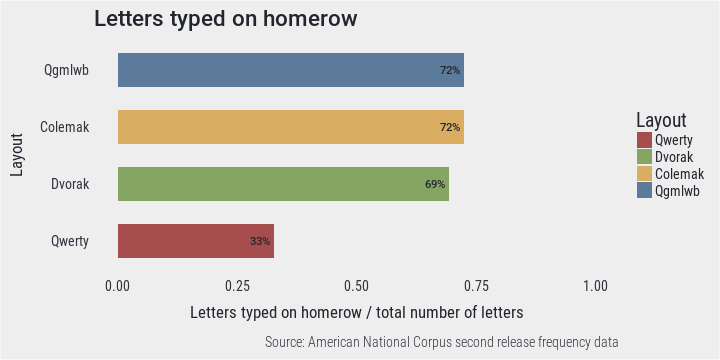 Letters typed on homerow
Layout
Qgmlwb
72%
Colemak
72%
Dvorak
69%
Qwerty
33%
0.00 0.25 0.50 0.75 1.00
Letters typed on homerow / total number of letters
Layout
Qwerty
Dvorak
Colemak
Qgmlwb
Source: American National Corpus second release frequency data